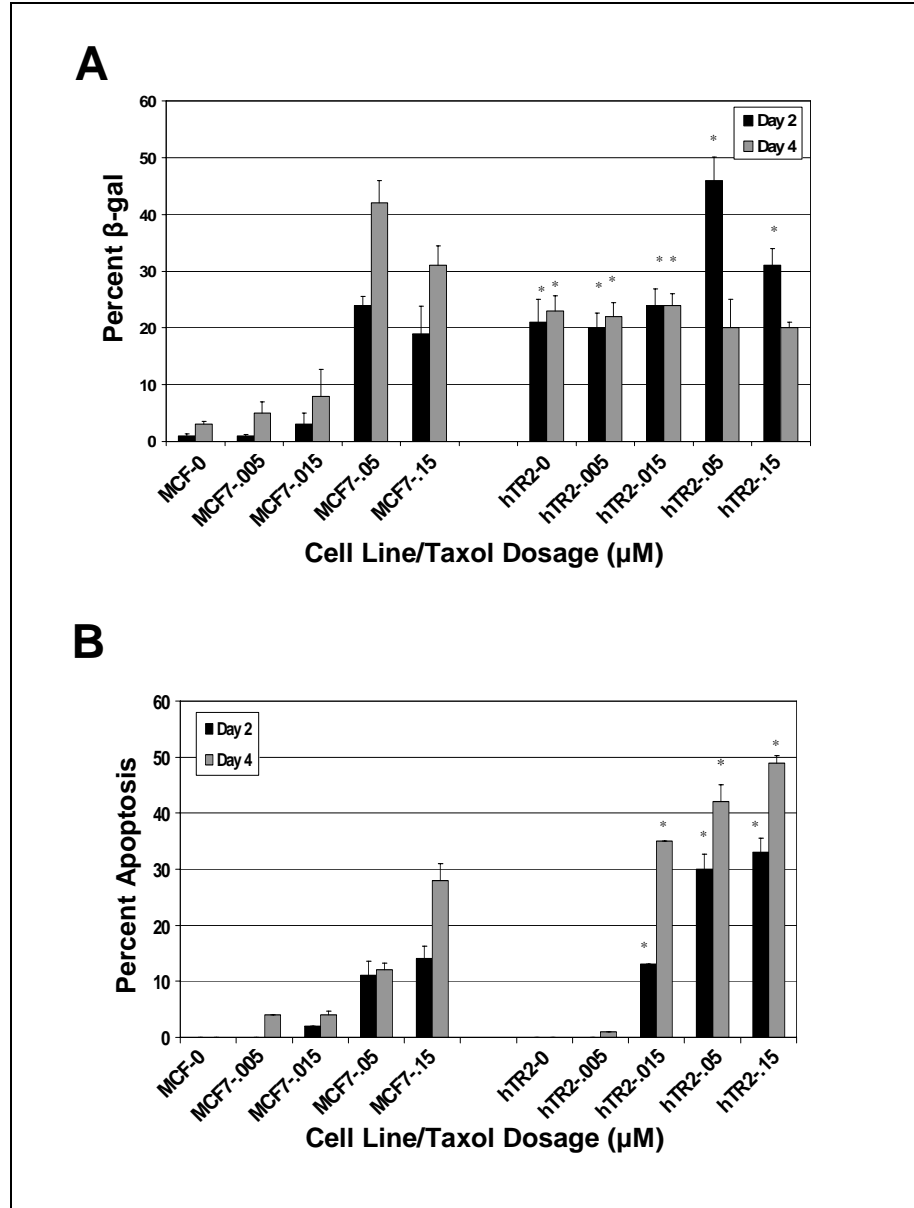 A
60
50
40
30
20
10
0
Percent β-gal
Day 2
Day 4
*
*
* *
* *
* *
MCF-0
MCF7-.005
MCF7-.015
MCF7-.05
MCF7-.15
hTR2-0
hTR2-.005
hTR2-.015
hTR2-.05
hTR2-.15
Cell Line/Taxol Dosage (µM)
B
60
50
40
30
20
10
0
Percent Apoptosis
Day 2
Day 4
*
*
*
*
*
*
MCF-0
MCF7-.005
MCF7-.015
MCF7-.05
MCF7-.15
hTR2-0
hTR2-.005
hTR2-.015
hTR2-.05
hTR2-.15
Cell Line/Taxol Dosage (µM)